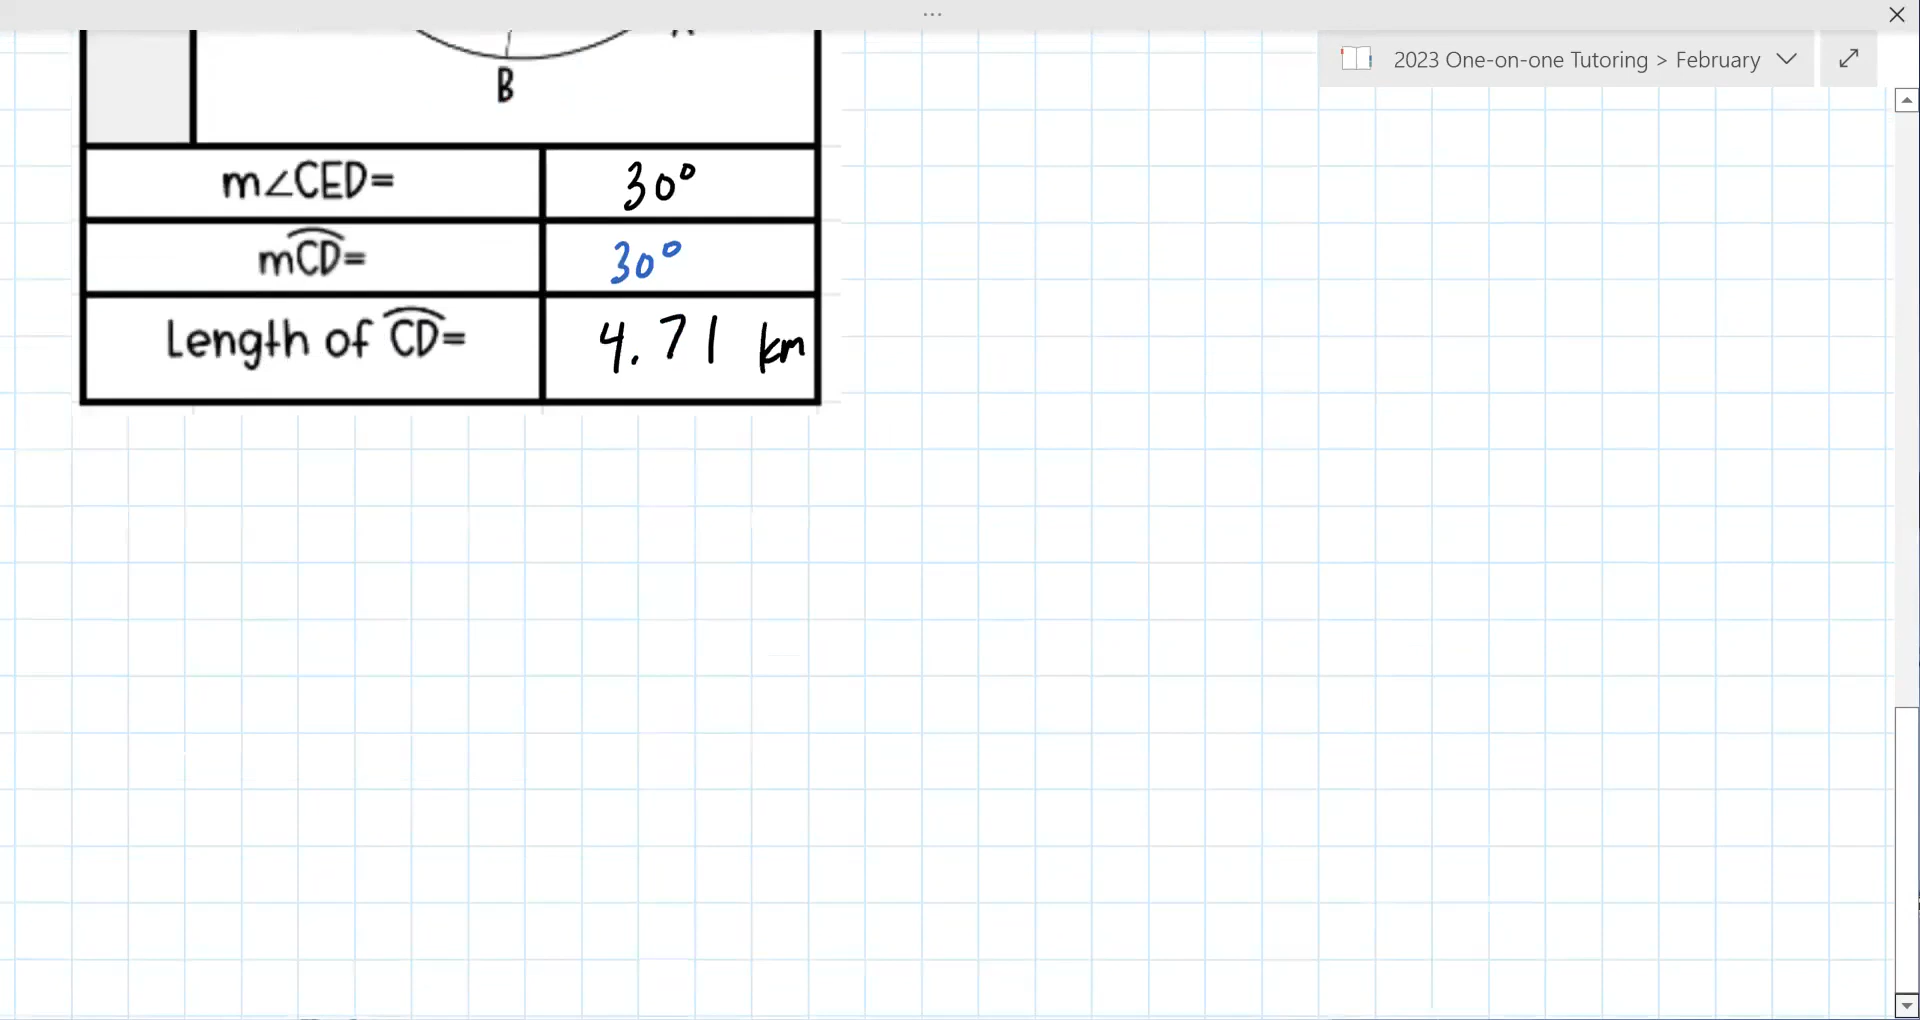 2023 One-on-one Tutoring > February
B
m∠CED= 30°
mCD= 30°
Length of CD= 4.71 km